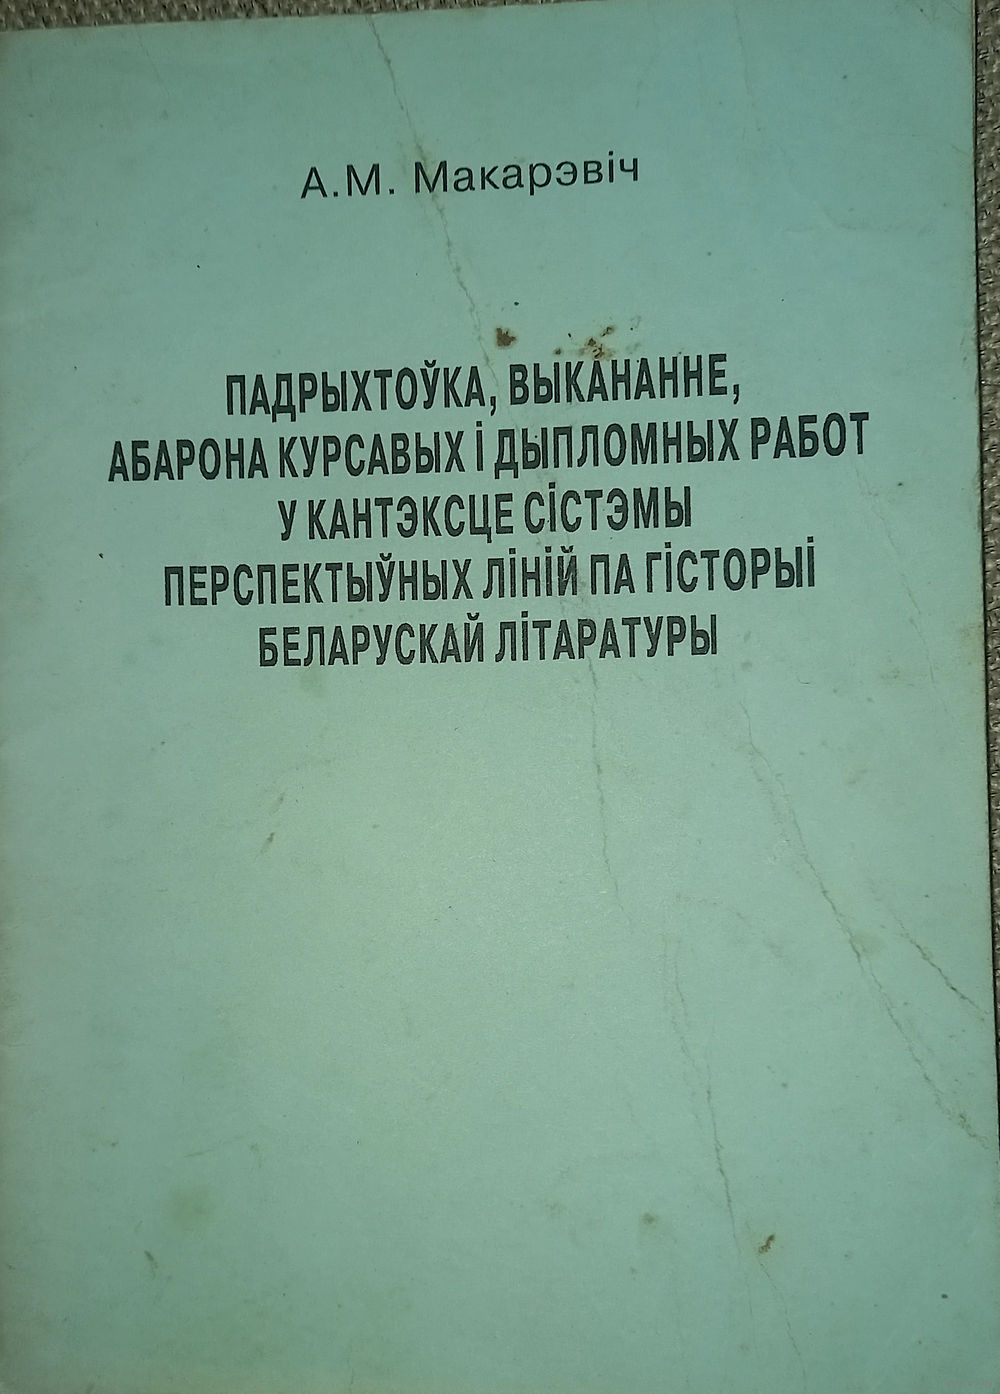 А.М. Макарэвіч
ПАДРЫХТОЎКА, ВЫКАНАННЕ,
АБАРОНА КУРСАВЫХ І ДЫПЛОМНЫХ РАБОТ
У КАНТЭКСЦЕ СІСТЭМЫ
ПЕРСПЕКТЫЎНЫХ ЛІНІЙ ПА ГІСТОРЫІ
БЕЛАРУСКАЙ ЛІТАРАТУРЫ